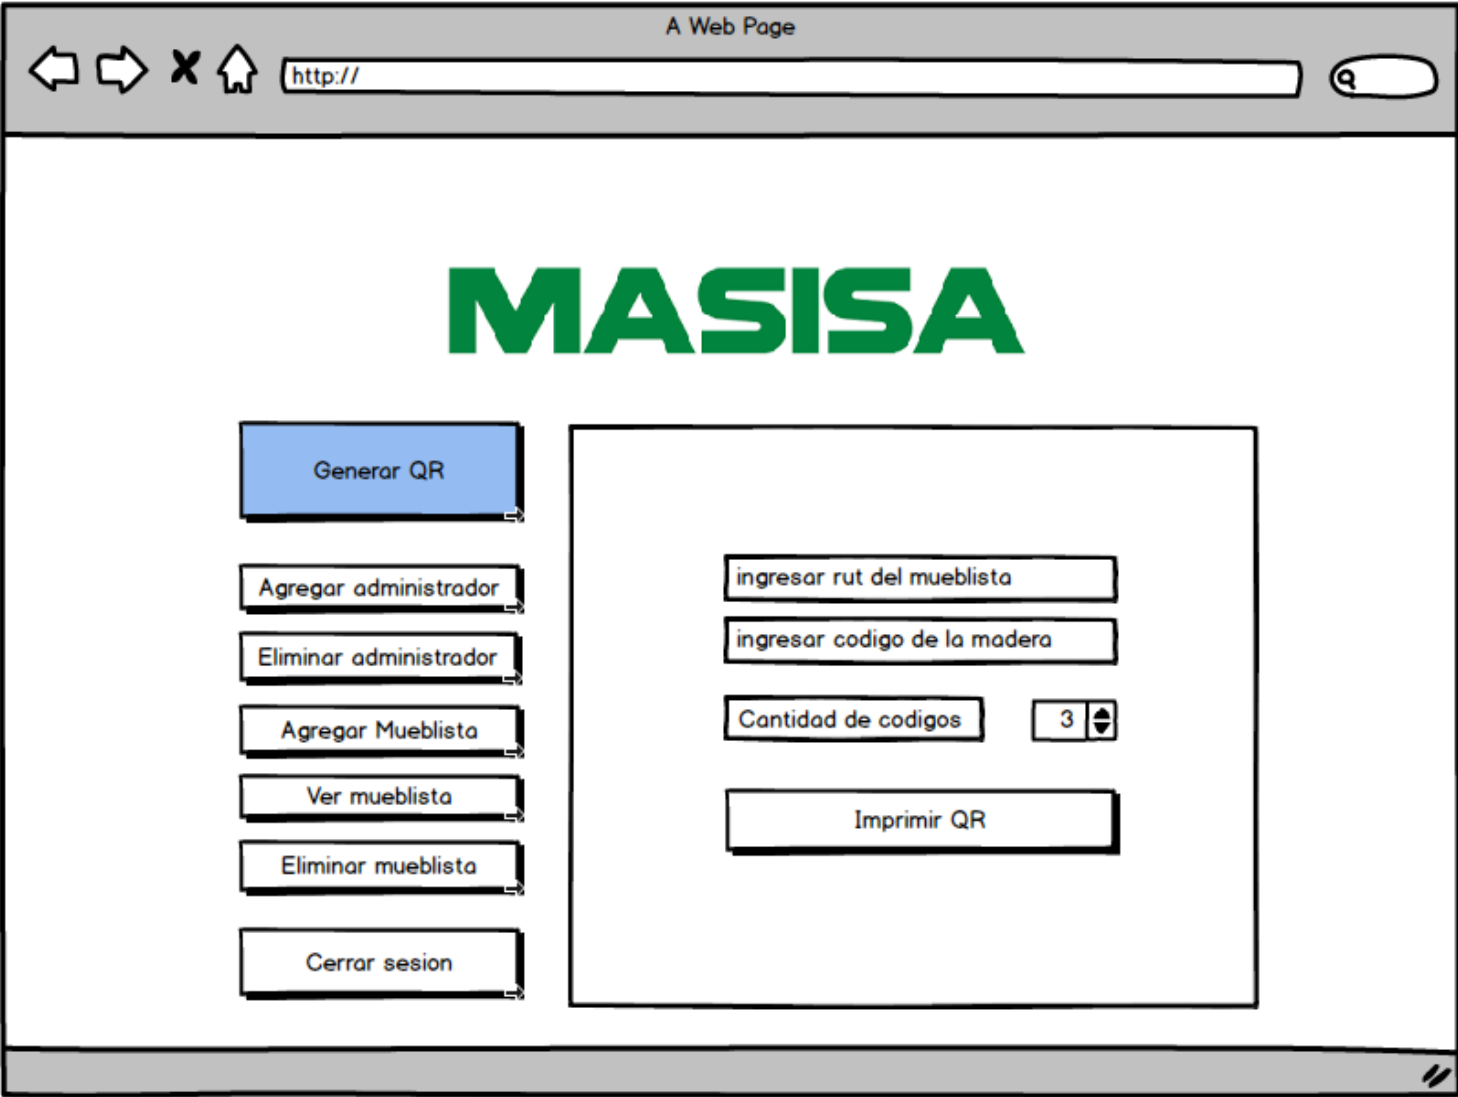 A Web Page
http://
MASISA
Generar QR
Agregar administrador
Eliminar administrador
Agregar Mueblista
Ver mueblista
Eliminar mueblista
Cerrar sesion
ingresar rut del mueblista
ingresar codigo de la madera
Cantidad de codigos
3
Imprimir QR